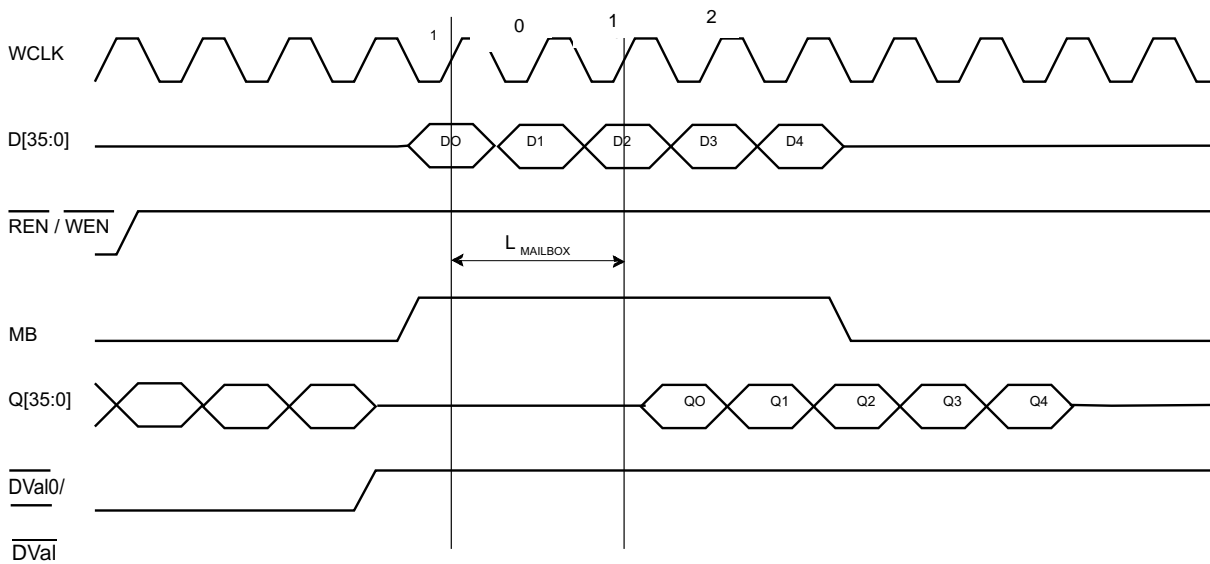 1 0 1 2
WCLK
D[35:0] DO D1 D2 D3 D4
REN / WEN
L MAILBOX
MB
Q[35:0] QO Q1 Q2 Q3 Q4
DVal0/
DVal